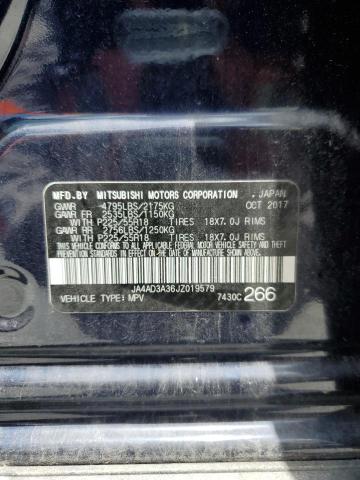 MFD.BY MITSUBISHI MOTORS CORPORATION , JAPAN
GVWR 4795LBS/2175KG OCT 2017
GAWR FR 2535LBS/1150KG
WITH P225/55R18 TIRES 18X7.0J RIMS
GAWR RR 2756LBS/1250KG
WITH P225/55R18 TIRES 18X7.0J RIMS
THIS VEHICLE CONFORMS TO ALL APPLICABLE FEDERAL
MOTOR VEHICLE SAFETY STANDARDS IN EFFECT ON THE DATE
OF MANUFACTURE SHOWN ABOVE.
JA4AD3A36JZ019579
VEHICLE TYPE: MPV 7430C 266